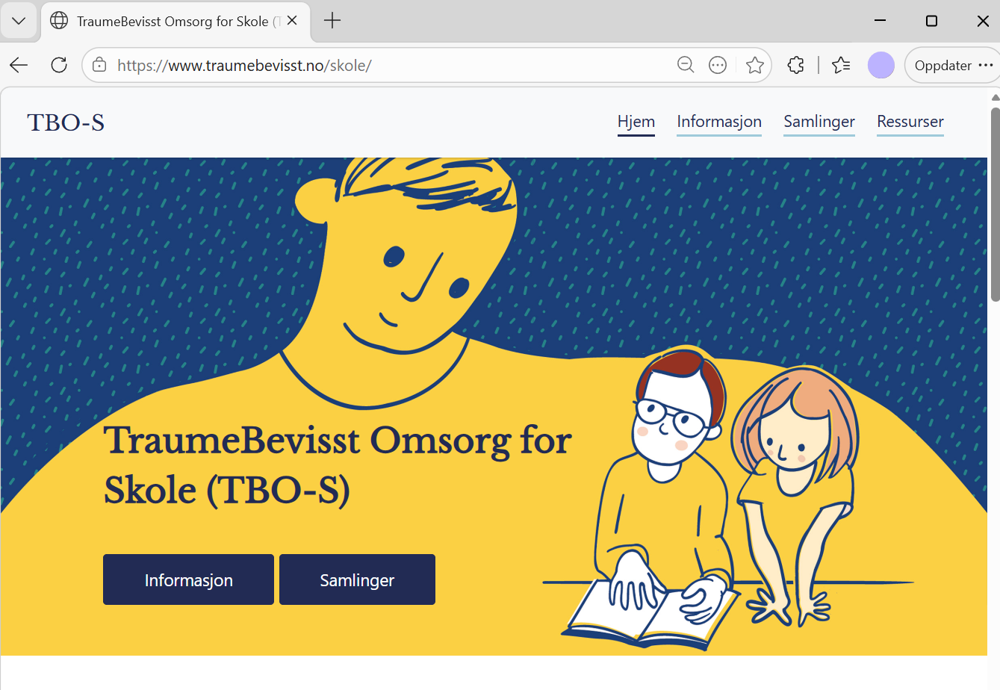 TraumeBevisst Omsorg for Skole (
https://www.traumebevisst.no/skole/
Oppdater
TBO-S
Hjem Informasjon Samlinger Ressurser
TraumeBevisst Omsorg for
Skole (TBO-S)
Informasjon Samlinger